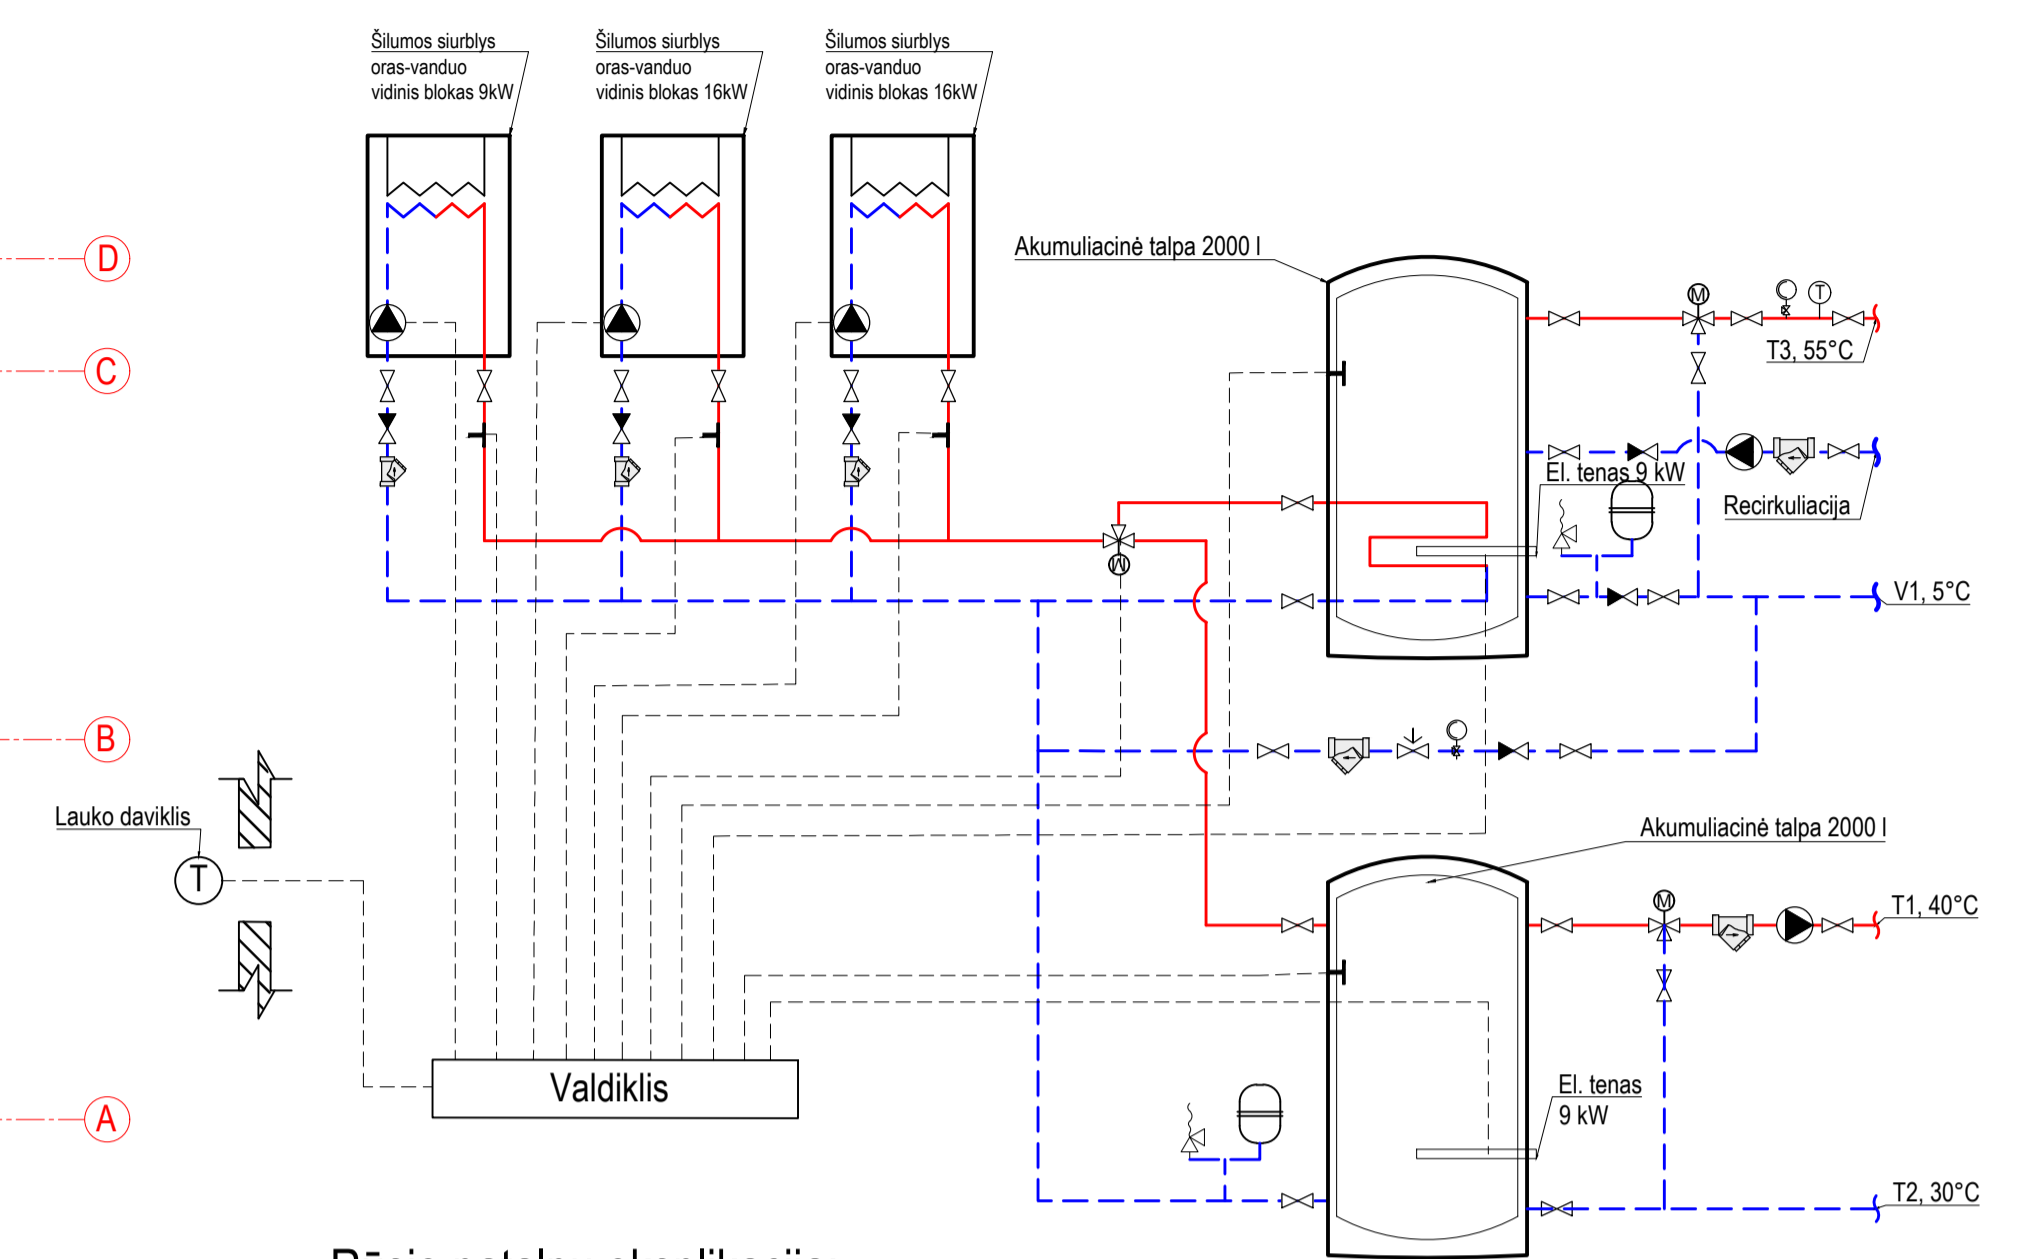 Šilumos siurblys
oras-vanduo
vidinis blokas 9kW
Šilumos siurblys
oras-vanduo
vidinis blokas 16kW
Šilumos siurblys
oras-vanduo
vidinis blokas 16kW
D
Akumuliacinė talpa 2000 l
M
T
T3, 55°C
C
El. tenas 9 kW
Recirkuliacija
M
V1, 5°C
B
Lauko daviklis
T
Akumuliacinė talpa 2000 l
M
T1, 40°C
Valdiklis
A
El. tenas
9 kW
T2, 30°C